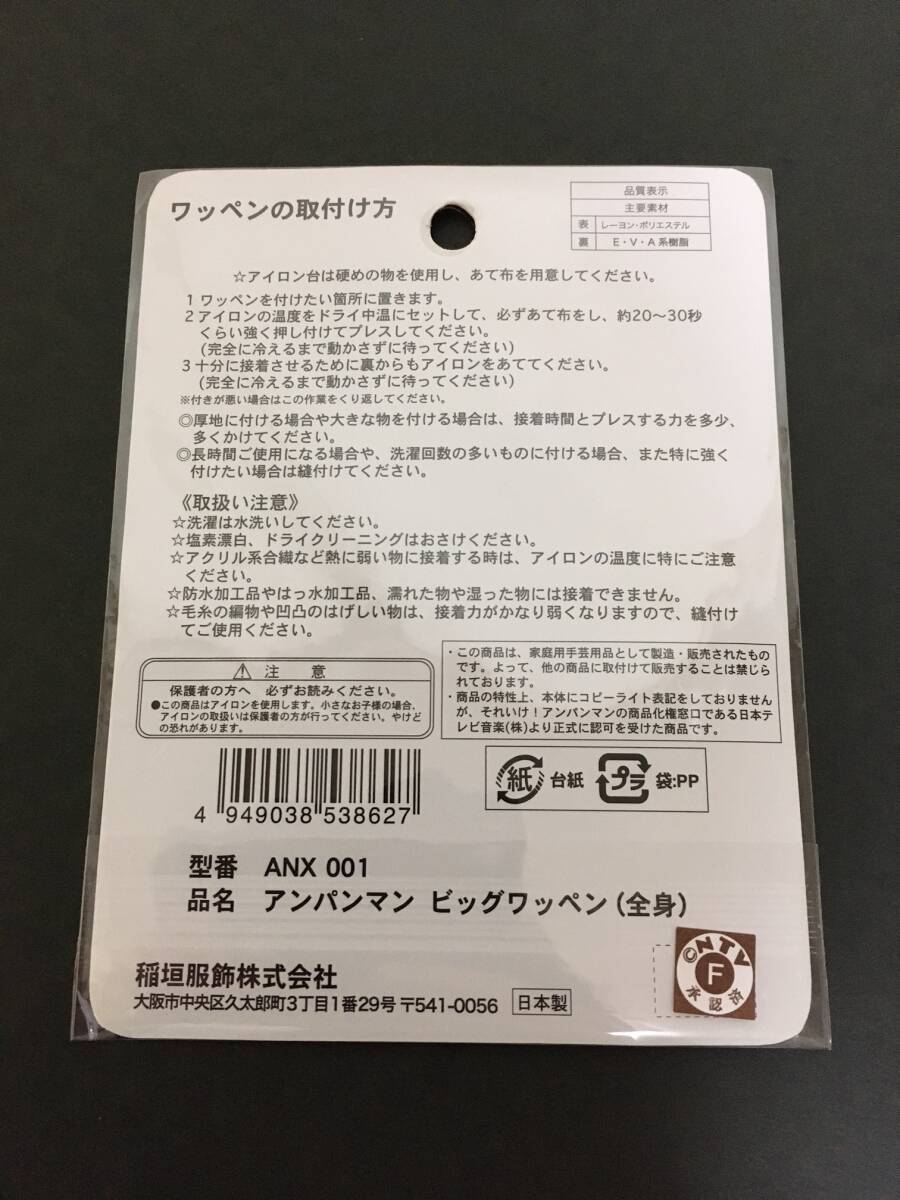 ワッペンの取付け方
品質表示
主要素材
表 レーヨン・ポリエステル
裏 E・V・A系樹脂
☆アイロン台は硬めの物を使用し、あて布を用意してください。
1 ワッペンを付けたい箇所に置きます。
2 アイロンの温度をドライ中温にセットして、必ずあて布をし、約20〜30秒
くらい強く押し付けてプレスしてください。
(完全に冷えるまで動かさずに待ってください)
3 十分に接着させるために裏からもアイロンをあててください。
(完全に冷えるまで動かさずに待ってください)
※付きが悪い場合はこの作業をくり返してください。
◎厚地に付ける場合や大きな物を付ける場合は、接着時間とプレスする力を多少、
多くかけてください。
◎長時間ご使用になる場合や、洗濯回数の多いものに付ける場合、また特に強く
付けたい場合は縫付けてください。
《取扱い注意》
☆洗濯は水洗いしてください。
☆塩素漂白、ドライクリーニングはおさけください。
☆アクリル系合繊など熱に弱い物に接着する時は、アイロンの温度に特にご注意
ください。
☆防水加工品やはっ水加工品、濡れた物や湿った物には接着できません。
☆毛糸の編物や凹凸のはげしい物は、接着力がかなり弱くなりますので、縫付け
てご使用ください。
⚠ 注 意
保護者の方へ 必ずお読みください。
●この商品はアイロンを使用します。小さなお子様の場合、
アイロンの取扱いは保護者の方が行ってください。やけど
の恐れがあります。
・この商品は、家庭用手芸用品として製造・販売されたもの
です。よって、他の商品に取付けて販売することは禁じら
れております。
・商品の特性上、本体にコピーライト表記をしておりません
が、それいけ!アンパンマンの商品化権窓口である日本テ
レビ音楽(株)より正式に認可を受けた商品です。
4 949038 538627
紙 台紙 プラ 袋:PP
型番 ANX 001
品名 アンパンマン ビッグワッペン(全身)
稲垣服飾株式会社
大阪市中央区久太郎町3丁目1番29号 〒541-0056 日本製
©NTV
F
承認済